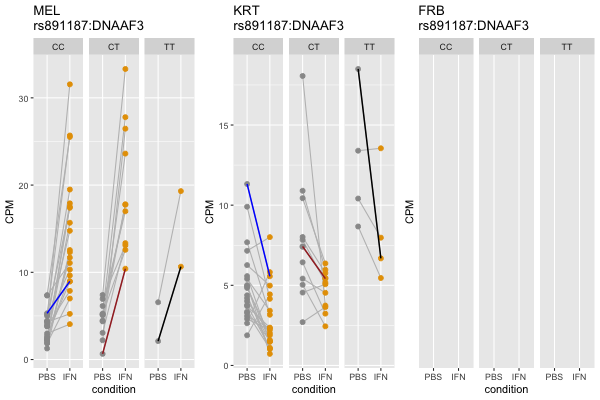 MEL
rs891187:DNAAF3
CC CT TT
CPM
30
20
10
0
PBS IFN PBS IFN PBS IFN
condition
KRT
rs891187:DNAAF3
CC CT TT
CPM
15
10
5
0
PBS IFN PBS IFN PBS IFN
condition
FRB
rs891187:DNAAF3
CC CT TT
CPM
PBS IFN PBS IFN PBS IFN
condition